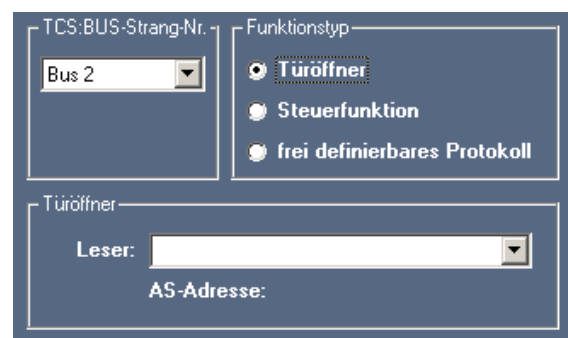 TCS:BUS-Strang-Nr.
Bus 2
Funktionstyp
Türöffner
Steuerfunktion
frei definierbares Protokoll
Türöffner
Leser:
AS-Adresse: